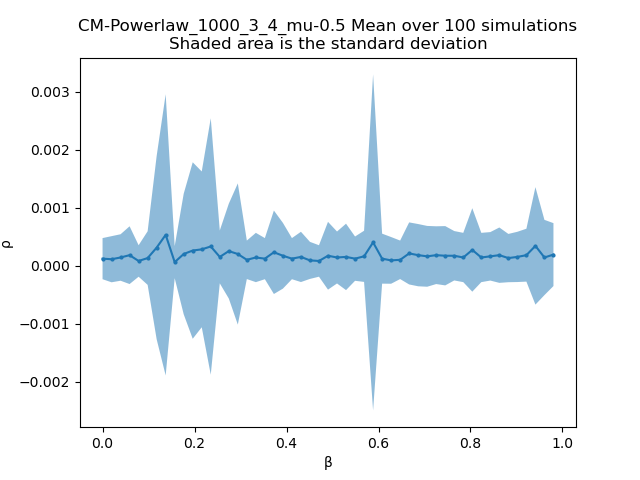 CM-Powerlaw_1000_3_4_mu-0.5 Mean over 100 simulations
Shaded area is the standard deviation
0.003
0.002
0.001
0.000
−0.001
−0.002
ρ
0.0 0.2 0.4 0.6 0.8 1.0
β